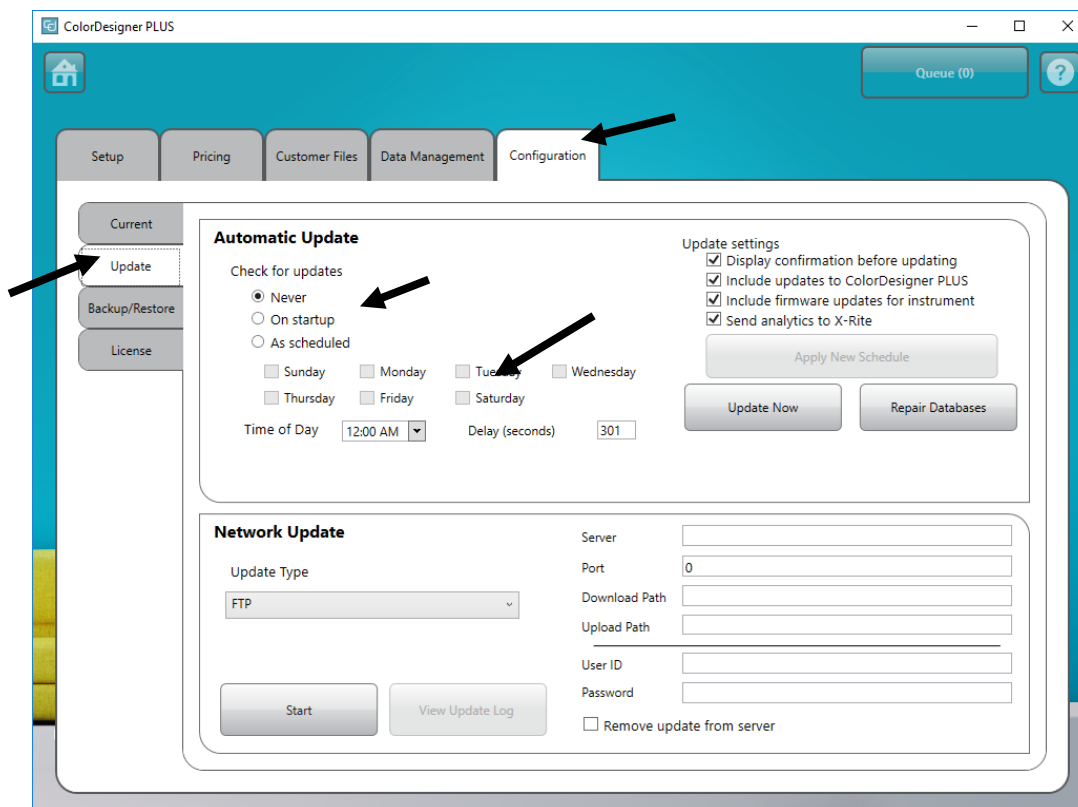 ColorDesigner PLUS
Queue (0)
?
Setup
Pricing
Customer Files
Data Management
Configuration
Current
Update
Backup/Restore
License
Automatic Update
Check for updates
Never
On startup
As scheduled
Sunday
Monday
Tuesday
Wednesday
Thursday
Friday
Saturday
Time of Day
12:00 AM
Delay (seconds)
301
Update settings
Display confirmation before updating
Include updates to ColorDesigner PLUS
Include firmware updates for instrument
Send analytics to X-Rite
Apply New Schedule
Update Now
Repair Databases
Network Update
Update Type
FTP
Start
View Update Log
Server
Port
0
Download Path
Upload Path
User ID
Password
Remove update from server